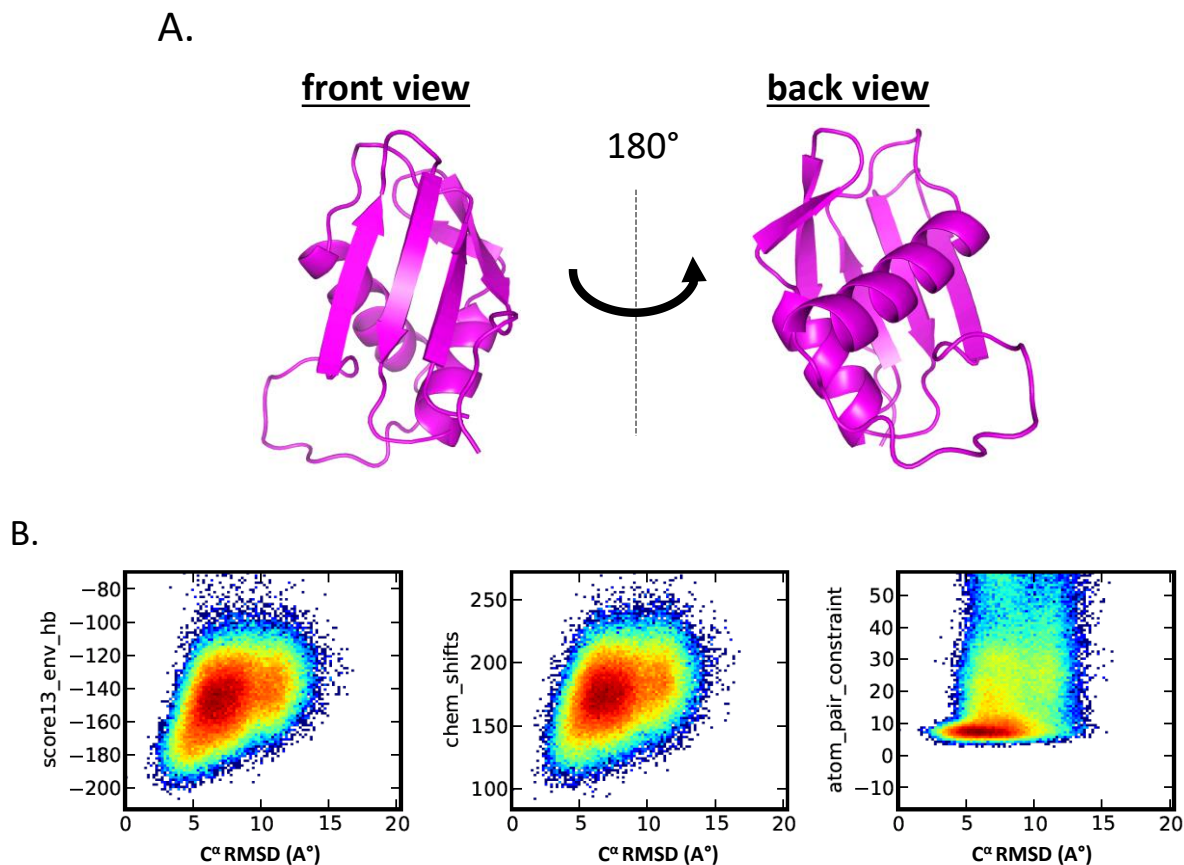 A.
front view
back view
180°
B.
score13_env_hb
−80
−100
−120
−140
−160
−180
−200
0 5 10 15 20
Cα RMSD (A°)
chem_shifts
250
200
150
100
0 5 10 15 20
Cα RMSD (A°)
atom_pair_constraint
50
40
30
20
10
0
−10
0 5 10 15 20
Cα RMSD (A°)